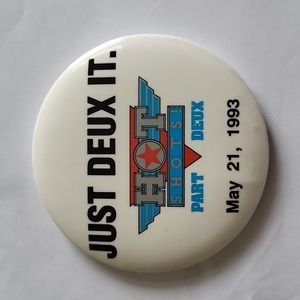 JUST DEUX IT.
HOT
SHOTS!
PART DEUX
May 21, 1993